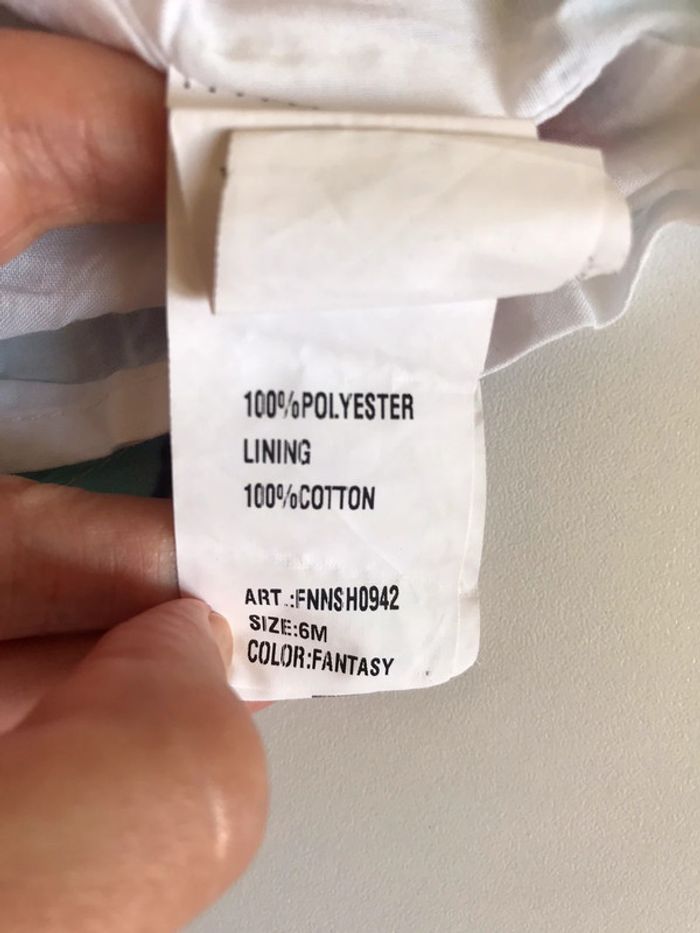 100%POLYESTER
LINING
100%COTTON
ART.:FNNSH0942
SIZE:6M
COLOR:FANTASY